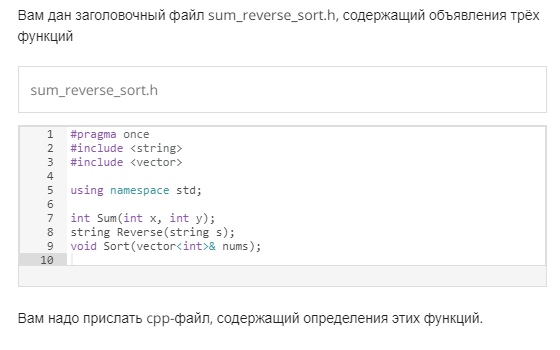 Вам дан заголовочный файл sum_reverse_sort.h, содержащий объявления трёх
функций
sum_reverse_sort.h
1 #pragma once
2 #include <string>
3 #include <vector>
4
5 using namespace std;
6
7 int Sum(int x, int y);
8 string Reverse(string s);
9 void Sort(vector<int>& nums);
10
Вам надо прислать cpp-файл, содержащий определения этих функций.